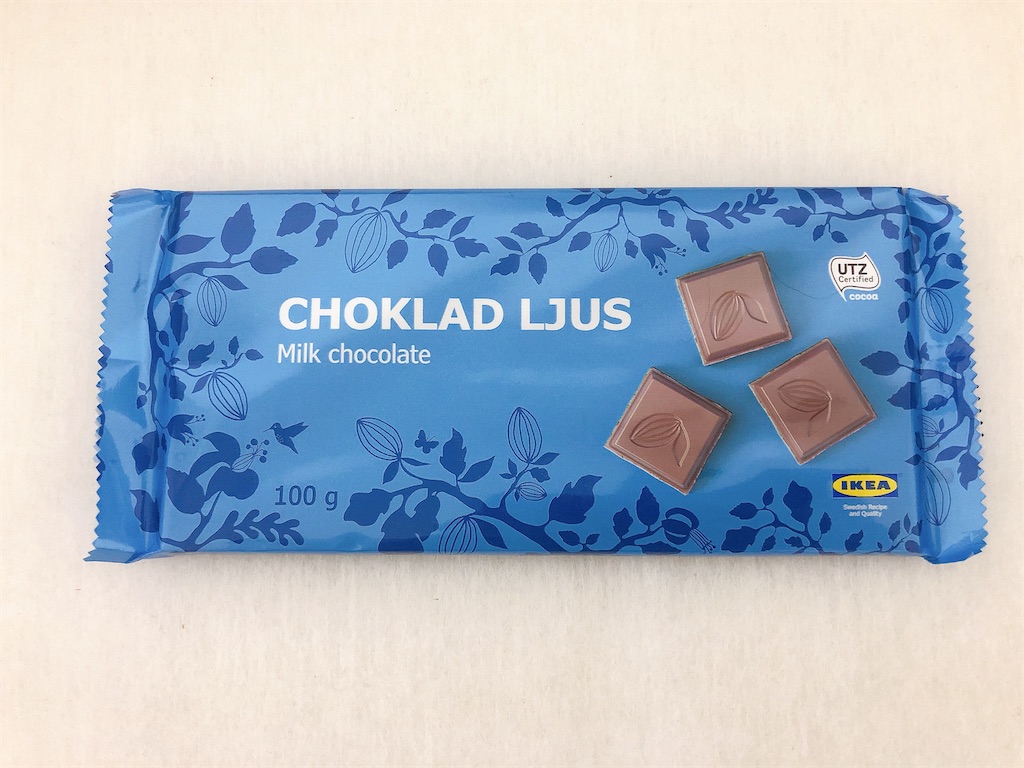 CHOKLAD LJUS
Milk chocolate
100 g
UTZ
Certified
cocoa
IKEA
Swedish Recipe
and Quality